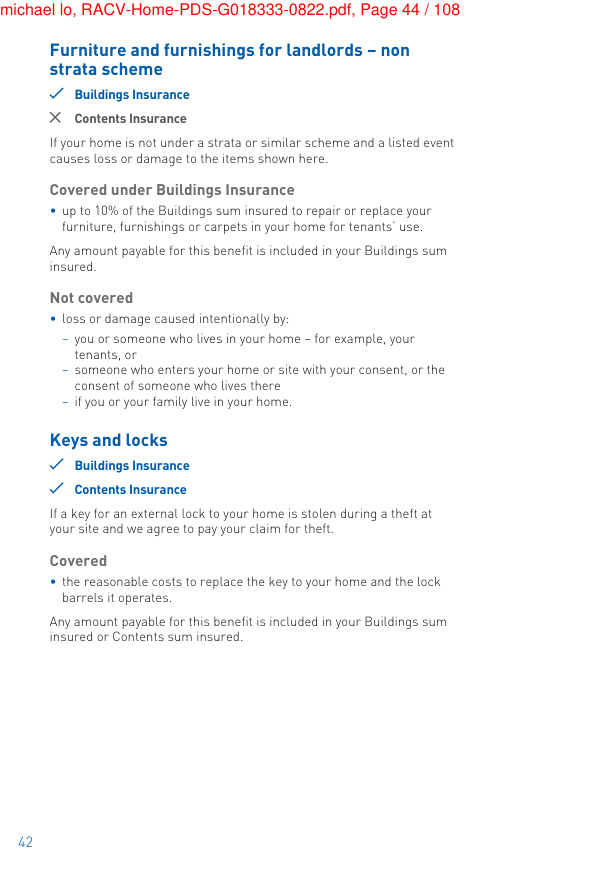 michael lo, RACV-Home-PDS-G018333-0822.pdf, Page 44 / 108
Furniture and furnishings for landlords – non
strata scheme
Buildings Insurance
Contents Insurance
If your home is not under a strata or similar scheme and a listed event
causes loss or damage to the items shown here.
Covered under Buildings Insurance
• up to 10% of the Buildings sum insured to repair or replace your
furniture, furnishings or carpets in your home for tenants' use.
Any amount payable for this benefit is included in your Buildings sum
insured.
Not covered
• loss or damage caused intentionally by:
– you or someone who lives in your home – for example, your
tenants, or
– someone who enters your home or site with your consent, or the
consent of someone who lives there
– if you or your family live in your home.
Keys and locks
Buildings Insurance
Contents Insurance
If a key for an external lock to your home is stolen during a theft at
your site and we agree to pay your claim for theft.
Covered
• the reasonable costs to replace the key to your home and the lock
barrels it operates.
Any amount payable for this benefit is included in your Buildings sum
insured or Contents sum insured.
42